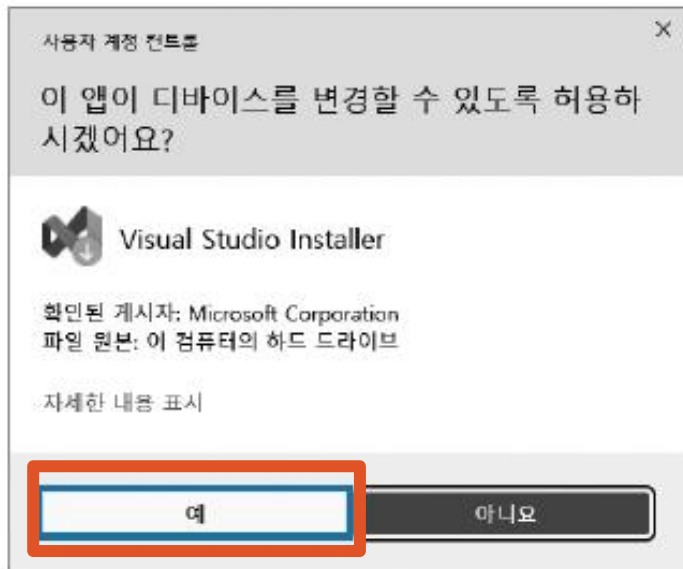 사용자 계정 컨트롤
이 앱이 디바이스를 변경할 수 있도록 허용하
시겠어요?
Visual Studio Installer
확인된 게시자: Microsoft Corporation
파일 원본: 이 컴퓨터의 하드 드라이브
자세한 내용 표시
예
아니요